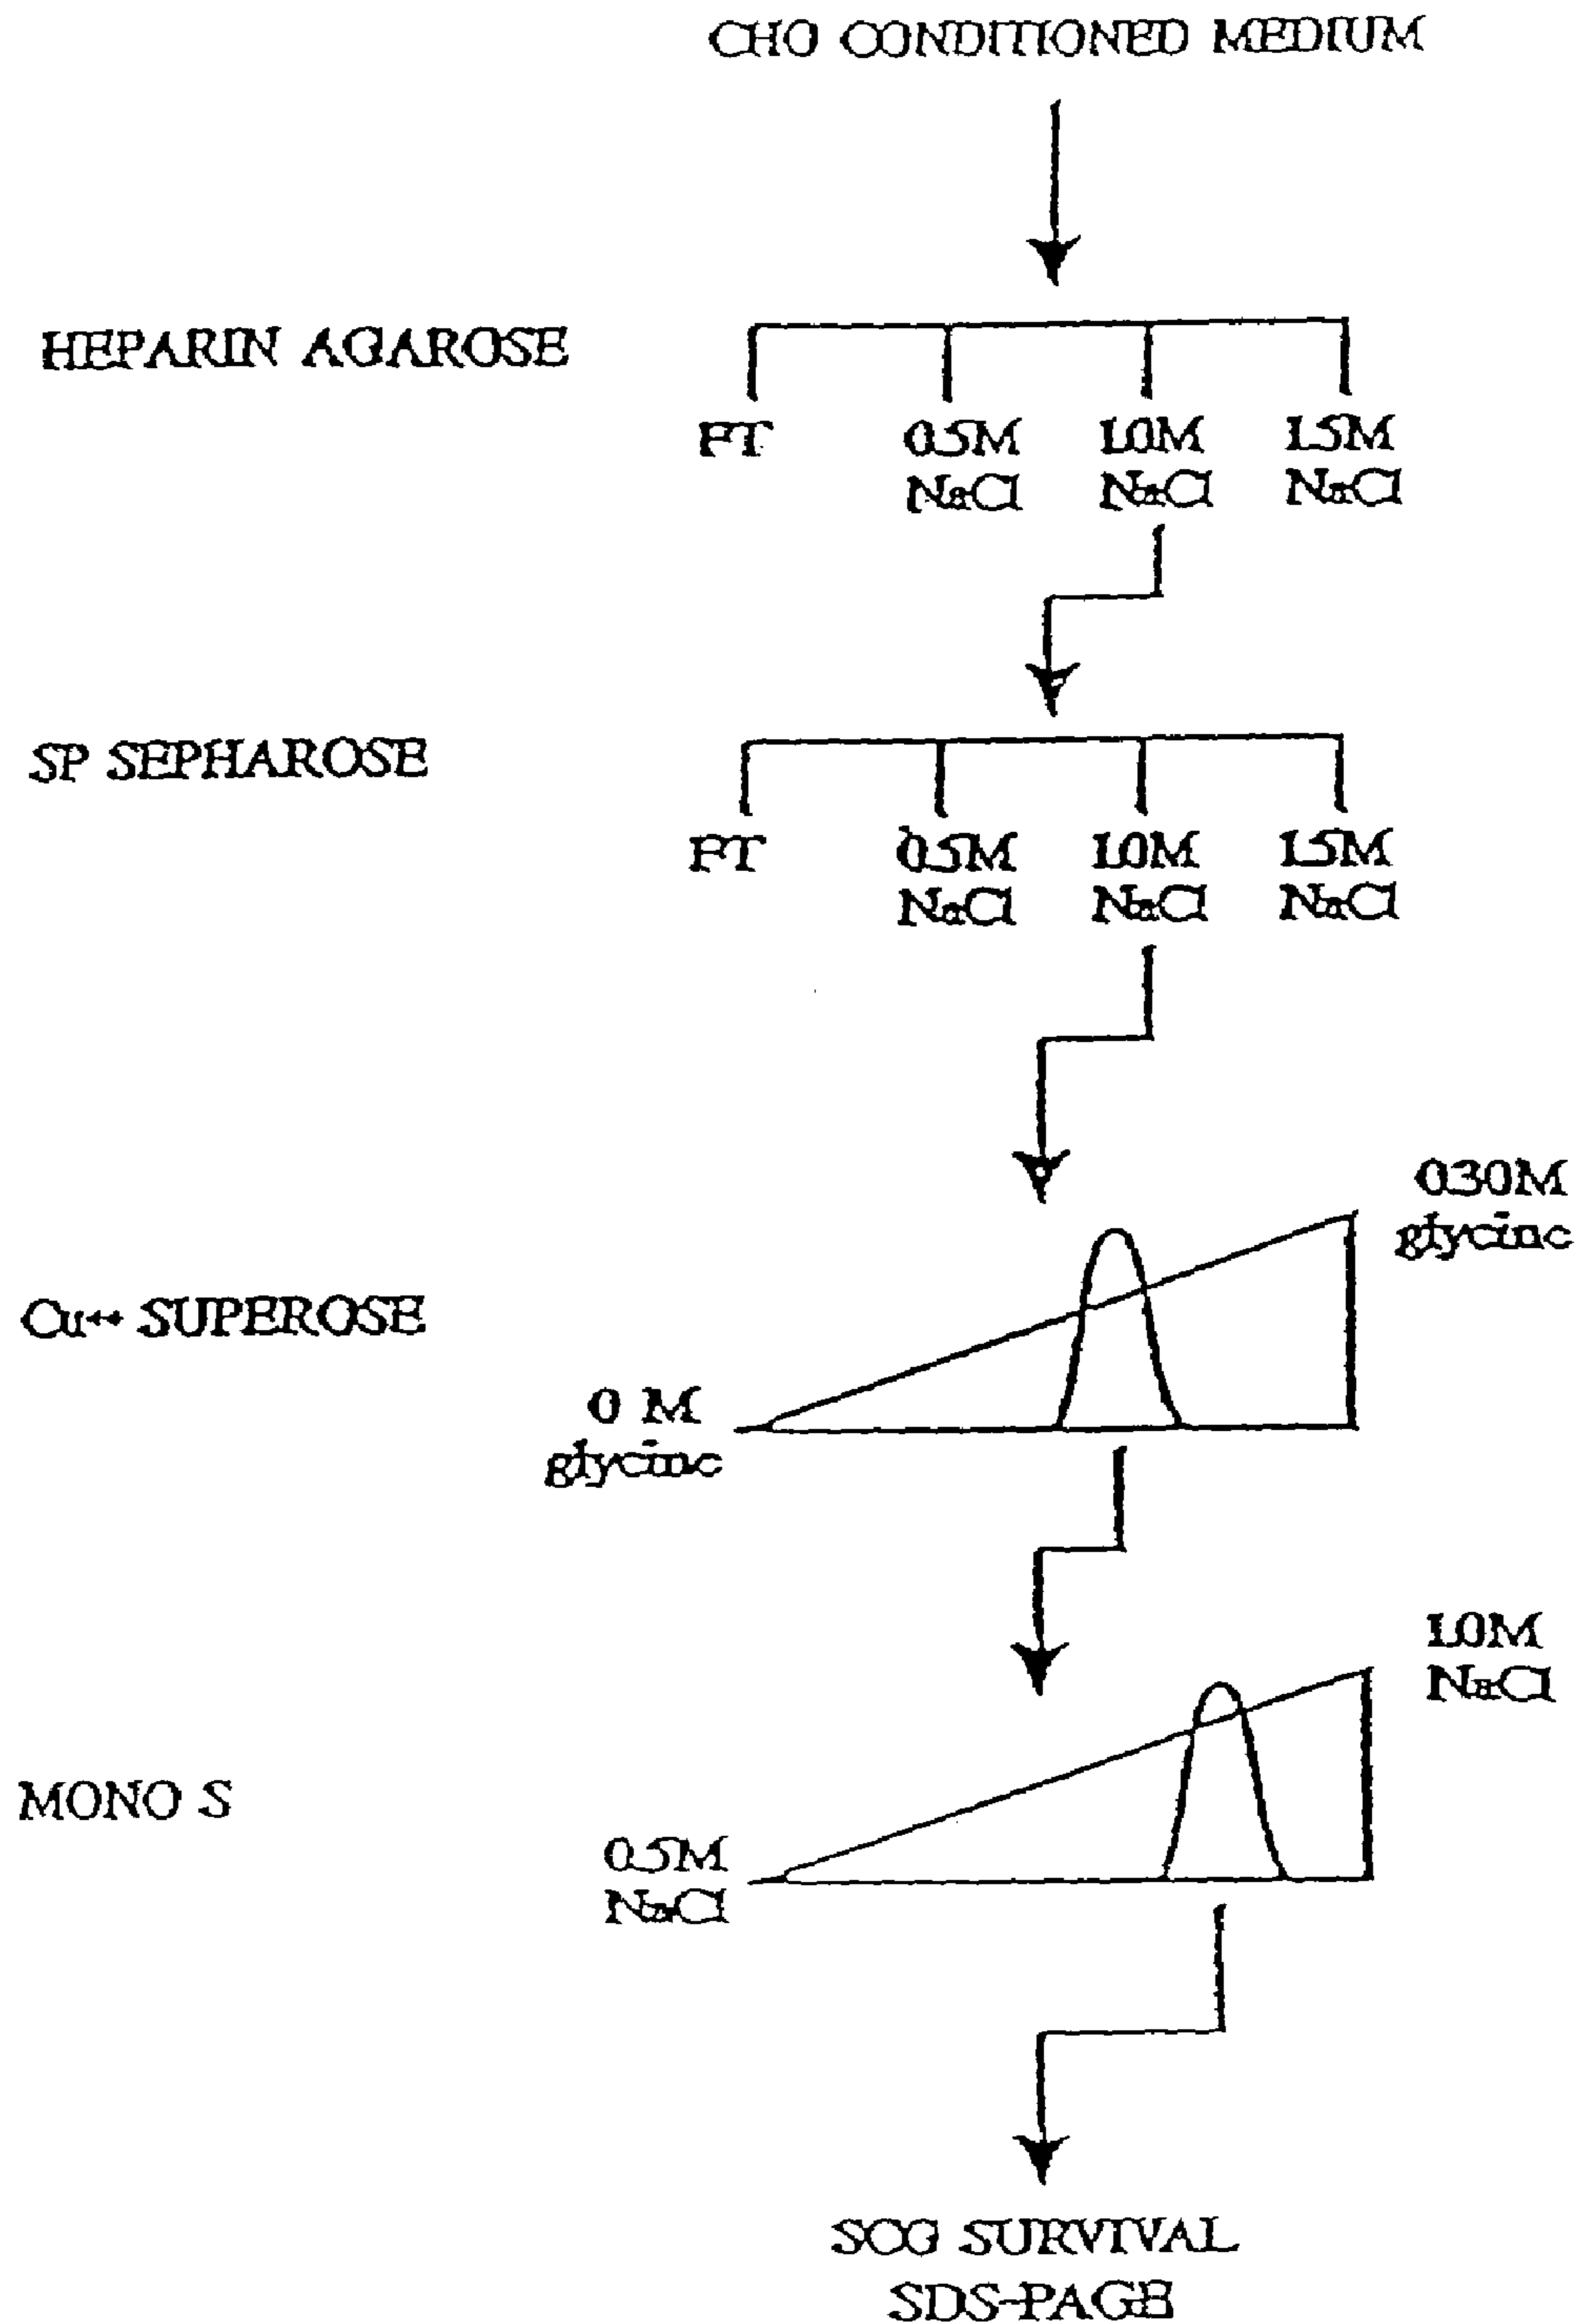 CHO CONDITIONED MEDIUM
HEPARIN AGAROSE
FT
0.5M
NaCl
1.0M
NaCl
1.5M
NaCl
SP SEPHAROSE
FT
0.5M
NaCl
1.0M
NaCl
1.5M
NaCl
0.30M
glycine
Cu++ SUPEROSE
0 M
glycine
1.0M
NaCl
MONO S
0.5M
NaCl
SCG SURVIVAL
SDS-PAGE